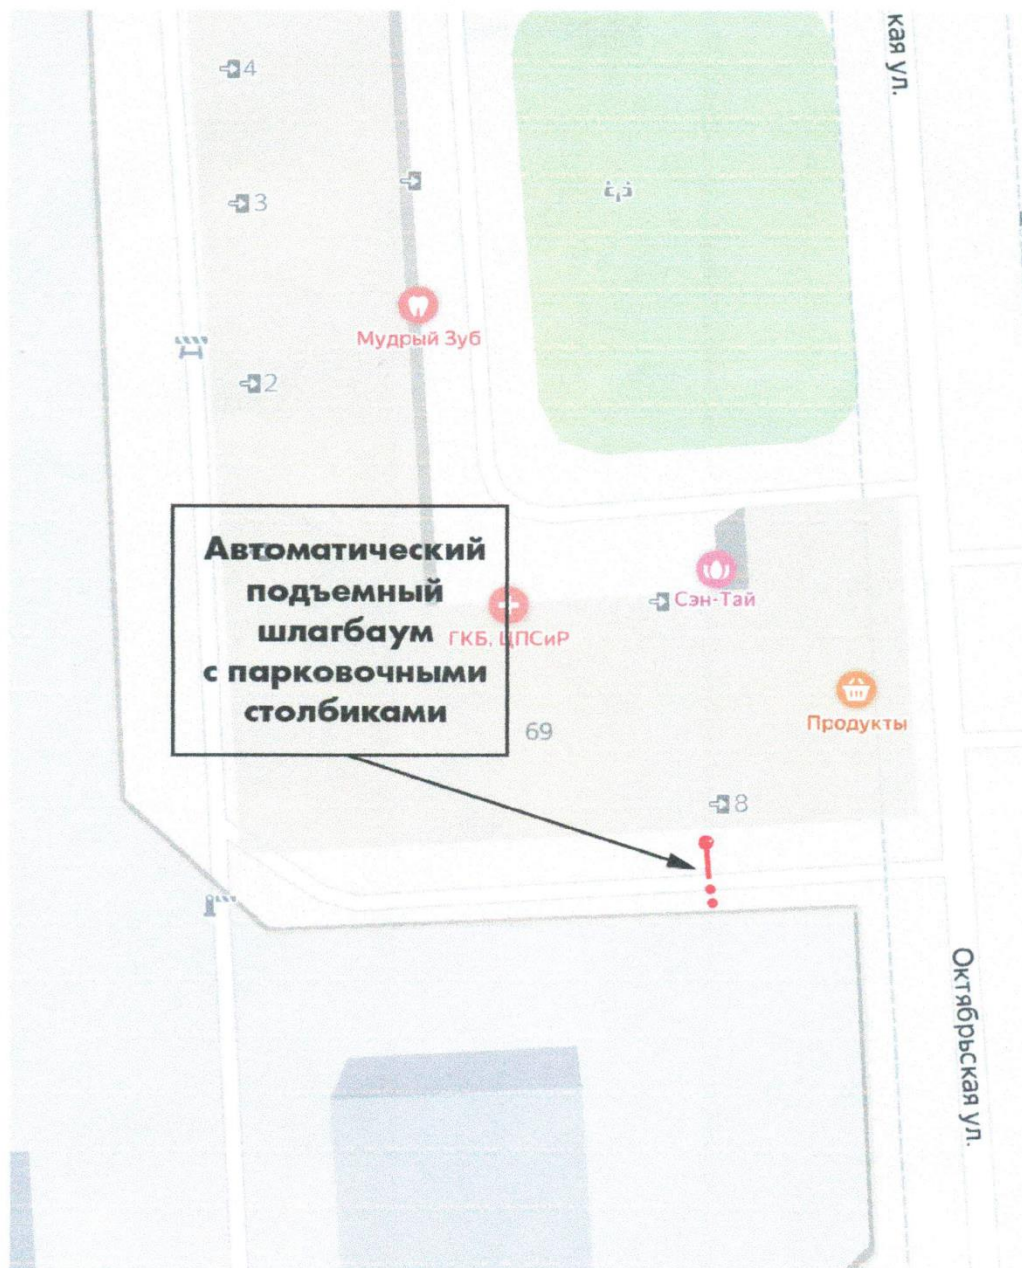 кая ул.
4
3
Мудрый Зуб
2
Автоматический
подъемный
шлагбаум
с парковочными
столбиками
ГКБ, ЦПСиР
Сэн-Тай
Продукты
69
8
Октябрьская ул.